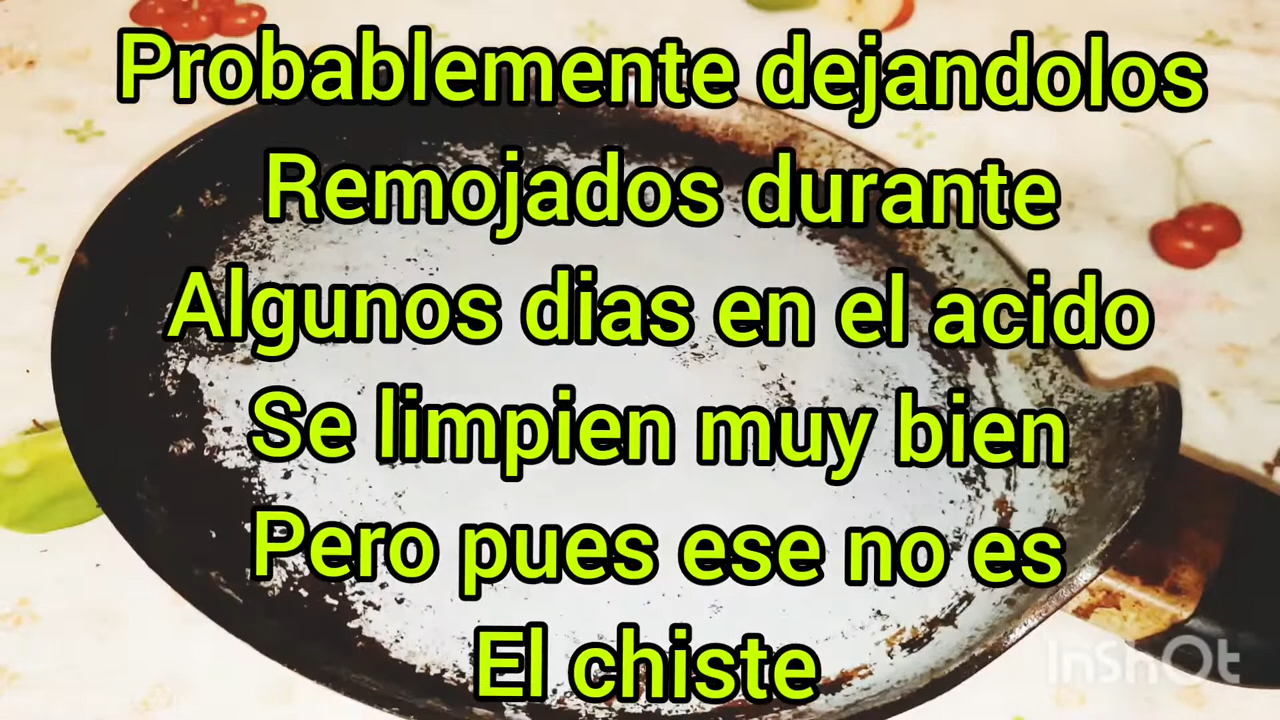 Probablemente dejandolos
Remojados durante
Algunos dias en el acido
Se limpien muy bien
Pero pues ese no es
El chiste
InShOt